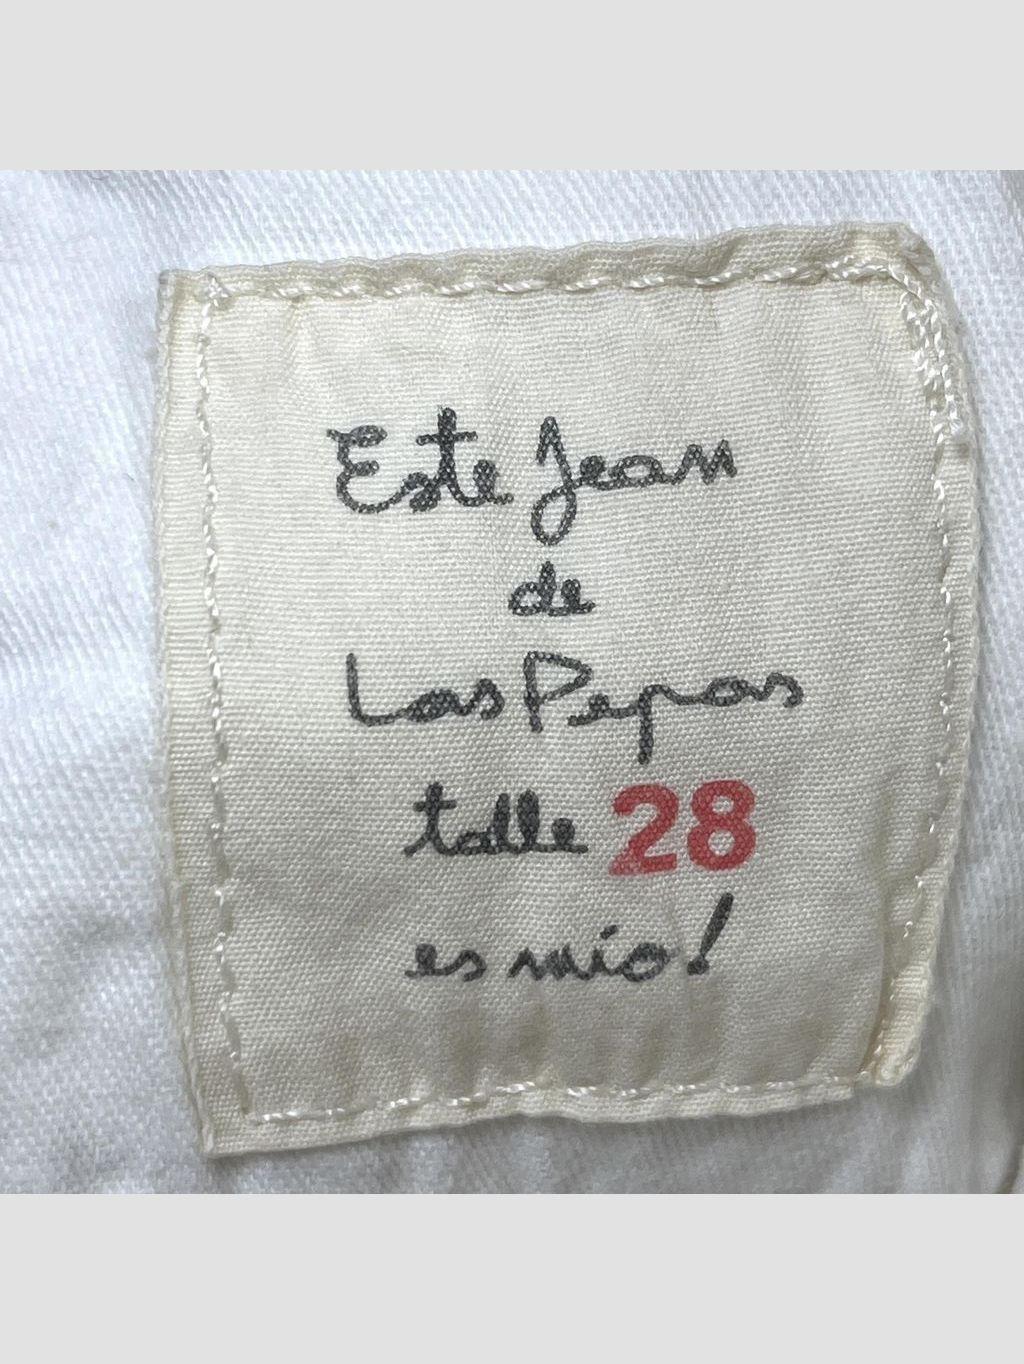 Este Jean
de
Las Pepas
talle 28
es mío!